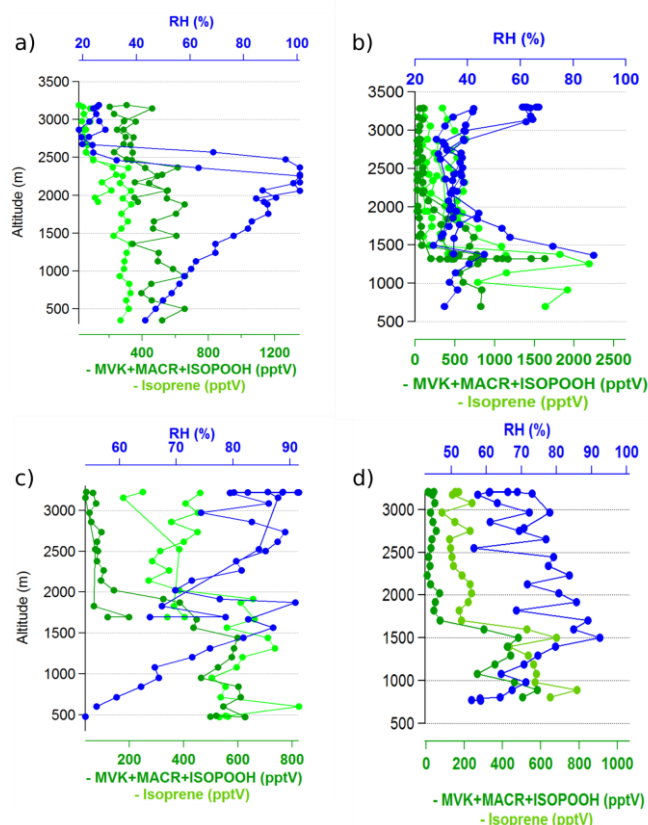 a)
RH (%)
20 40 60 80 100
3500
3000
2500
2000
1500
1000
500
Altitude (m)
400 800 1200
- MVK+MACR+ISOPOOH (pptV)
- Isoprene (pptV)
b)
RH (%)
20 40 60 80 100
3500
3000
2500
2000
1500
1000
500
0
Altitude (m)
0 500 1000 1500 2000 2500
- MVK+MACR+ISOPOOH (pptV)
- Isoprene (pptV)
c)
RH (%)
60 70 80 90
3000
2500
2000
1500
1000
500
Altitude (m)
200 400 600 800
- MVK+MACR+ISOPOOH (pptV)
- Isoprene (pptV)
d)
RH (%)
50 60 70 80 90 100
3000
2500
2000
1500
1000
500
0 200 400 600 800 1000
- MVK+MACR+ISOPOOH (pptV)
- Isoprene (pptV)